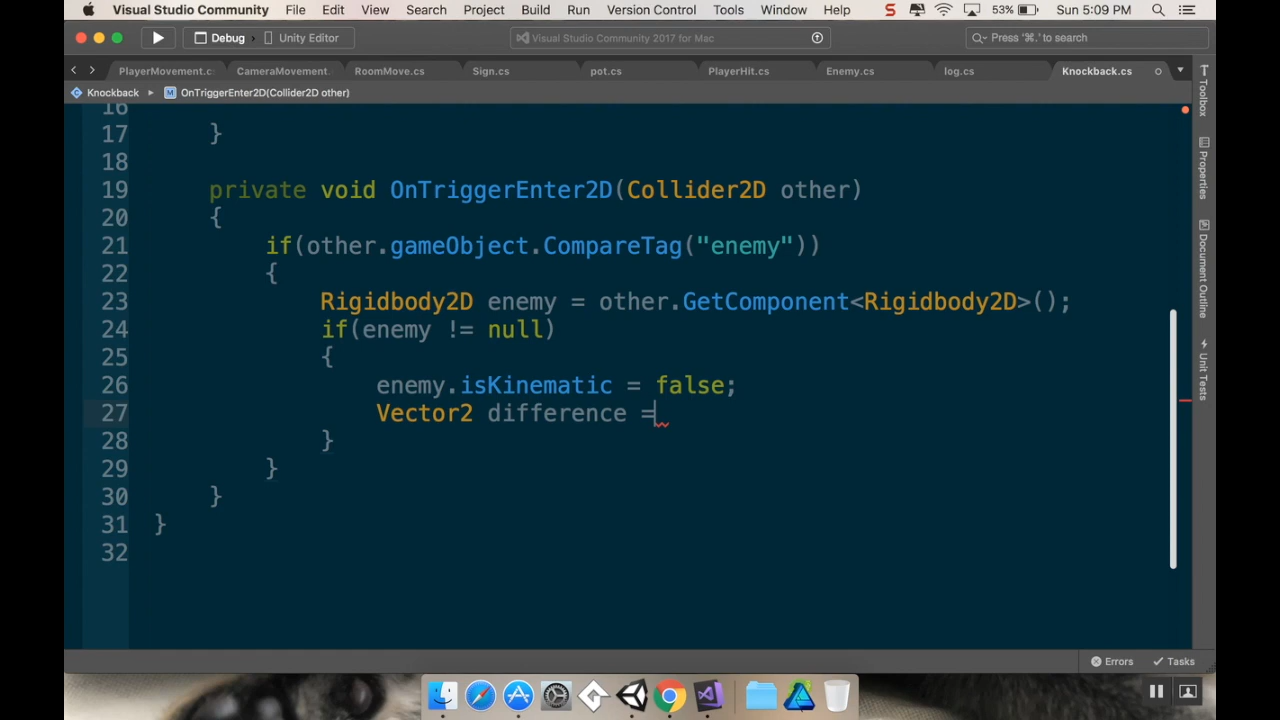 Visual Studio Community File Edit View Search Project Build Run Version Control Tools Window Help S 53% Sun 5:09 PM
Debug Unity Editor Visual Studio Community 2017 for Mac Press '⌘.' to search
PlayerMovement.c CameraMovement RoomMove.cs Sign.cs pot.cs PlayerHit.cs Enemy.cs log.cs Knockback.cs
C Knockback M OnTriggerEnter2D(Collider2D other)
Toolbox
Properties
Document Outline
Unit Tests
16
17 }
18
19 private void OnTriggerEnter2D(Collider2D other)
20 {
21 if(other.gameObject.CompareTag("enemy"))
22 {
23 Rigidbody2D enemy = other.GetComponent<Rigidbody2D>();
24 if(enemy != null)
25 {
26 enemy.isKinematic = false;
27 Vector2 difference =
28 }
29 }
30 }
31 }
32
Errors Tasks